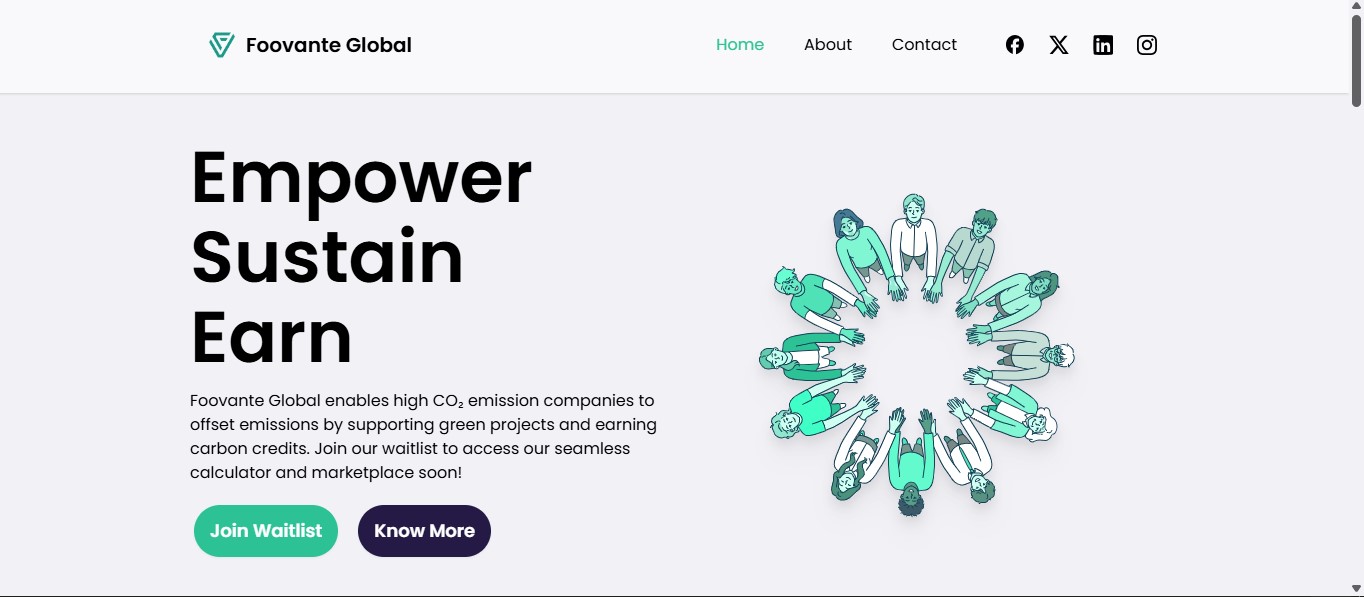 Foovante Global
Home About Contact
Empower
Sustain
Earn
Foovante Global enables high CO₂ emission companies to
offset emissions by supporting green projects and earning
carbon credits. Join our waitlist to access our seamless
calculator and marketplace soon!
Join Waitlist Know More